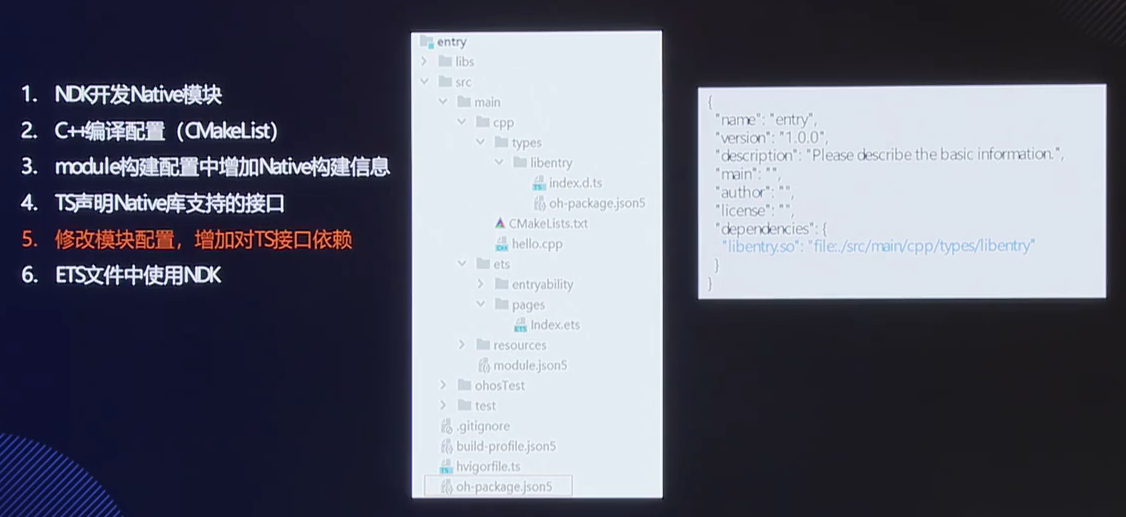 1. NDK开发Native模块
2. C++编译配置（CMakeList）
3. module构建配置中增加Native构建信息
4. TS声明Native库支持的接口
5. 修改模块配置，增加对TS接口依赖
6. ETS文件中使用NDK
entry
libs
src
main
cpp
types
libentry
index.d.ts
oh-package.json5
CMakeLists.txt
hello.cpp
ets
entryability
pages
Index.ets
resources
module.json5
ohosTest
test
.gitignore
build-profile.json5
hvigorfile.ts
oh-package.json5
{
"name": "entry",
"version": "1.0.0",
"description": "Please describe the basic information.",
"main": "",
"author": "",
"license": "",
"dependencies": {
"libentry.so": "file:./src/main/cpp/types/libentry"
}
}